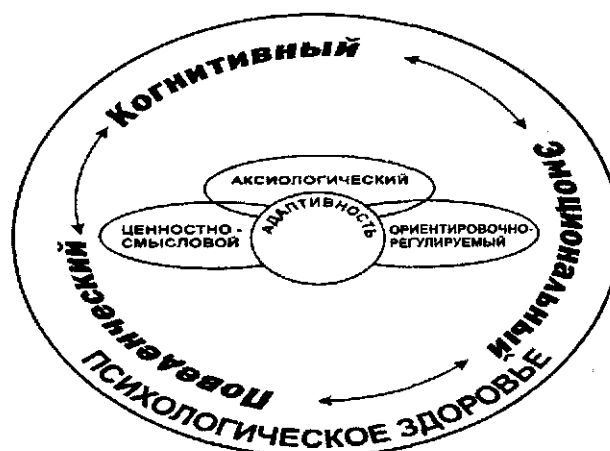 Когнитивный
Эмоциональный
АКСИОЛОГИЧЕСКИЙ
АДАПТИВНОСТЬ
ЦЕННОСТНО-
СМЫСЛОВОЙ
ОРИЕНТИРОВОЧНО-
РЕГУЛИРУЕМЫЙ
Поведенческий
ПСИХОЛОГИЧЕСКОЕ ЗДОРОВЬЕ